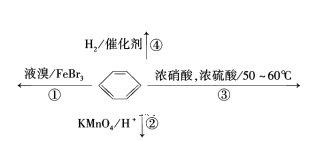 H₂/催化剂 ④
液溴/FeBr₃
①
浓硝酸,浓硫酸/50~60℃
③
KMnO₄/H⁺ ②